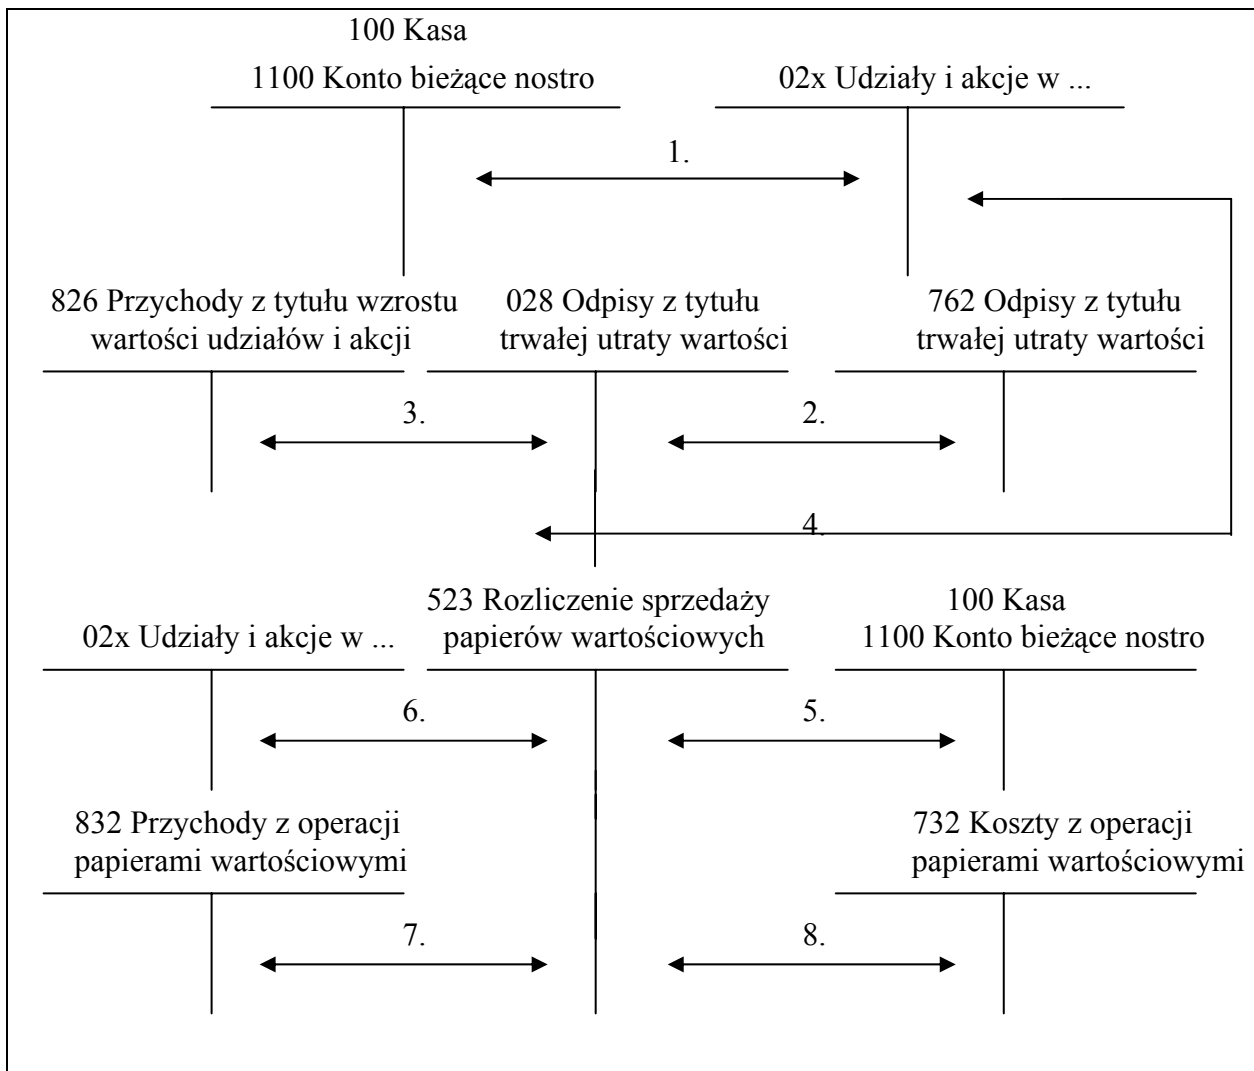 100 Kasa
1100 Konto bieżące nostro
02x Udziały i akcje w ...
1.
826 Przychody z tytułu wzrostu
wartości udziałów i akcji
028 Odpisy z tytułu
trwałej utraty wartości
762 Odpisy z tytułu
trwałej utraty wartości
3.
2.
4.
02x Udziały i akcje w ...
523 Rozliczenie sprzedaży
papierów wartościowych
100 Kasa
1100 Konto bieżące nostro
6.
5.
832 Przychody z operacji
papierami wartościowymi
732 Koszty z operacji
papierami wartościowymi
7.
8.